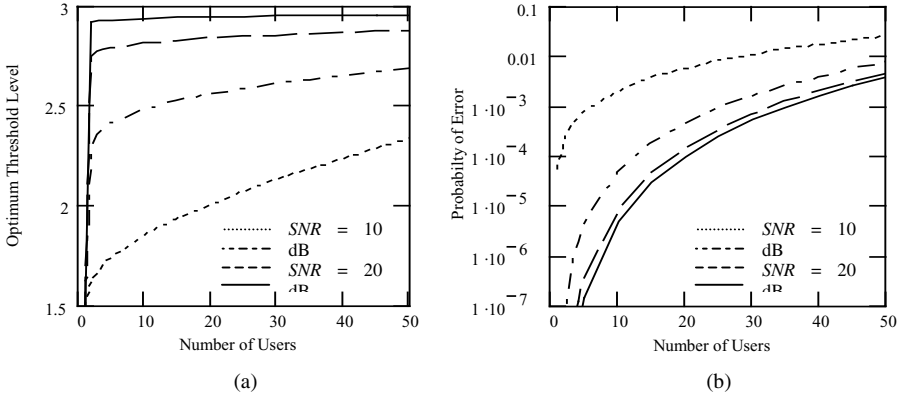 3
2.5
2
1.5
Optimum Threshold Level
0 10 20 30 40 50
Number of Users
SNR = 10
dB
SNR = 20
dB
(a)
0.1
0.01
1·10⁻³
1·10⁻⁴
1·10⁻⁵
1·10⁻⁶
1·10⁻⁷
Probabilty of Error
0 10 20 30 40 50
Number of Users
SNR = 10
dB
SNR = 20
dB
(b)